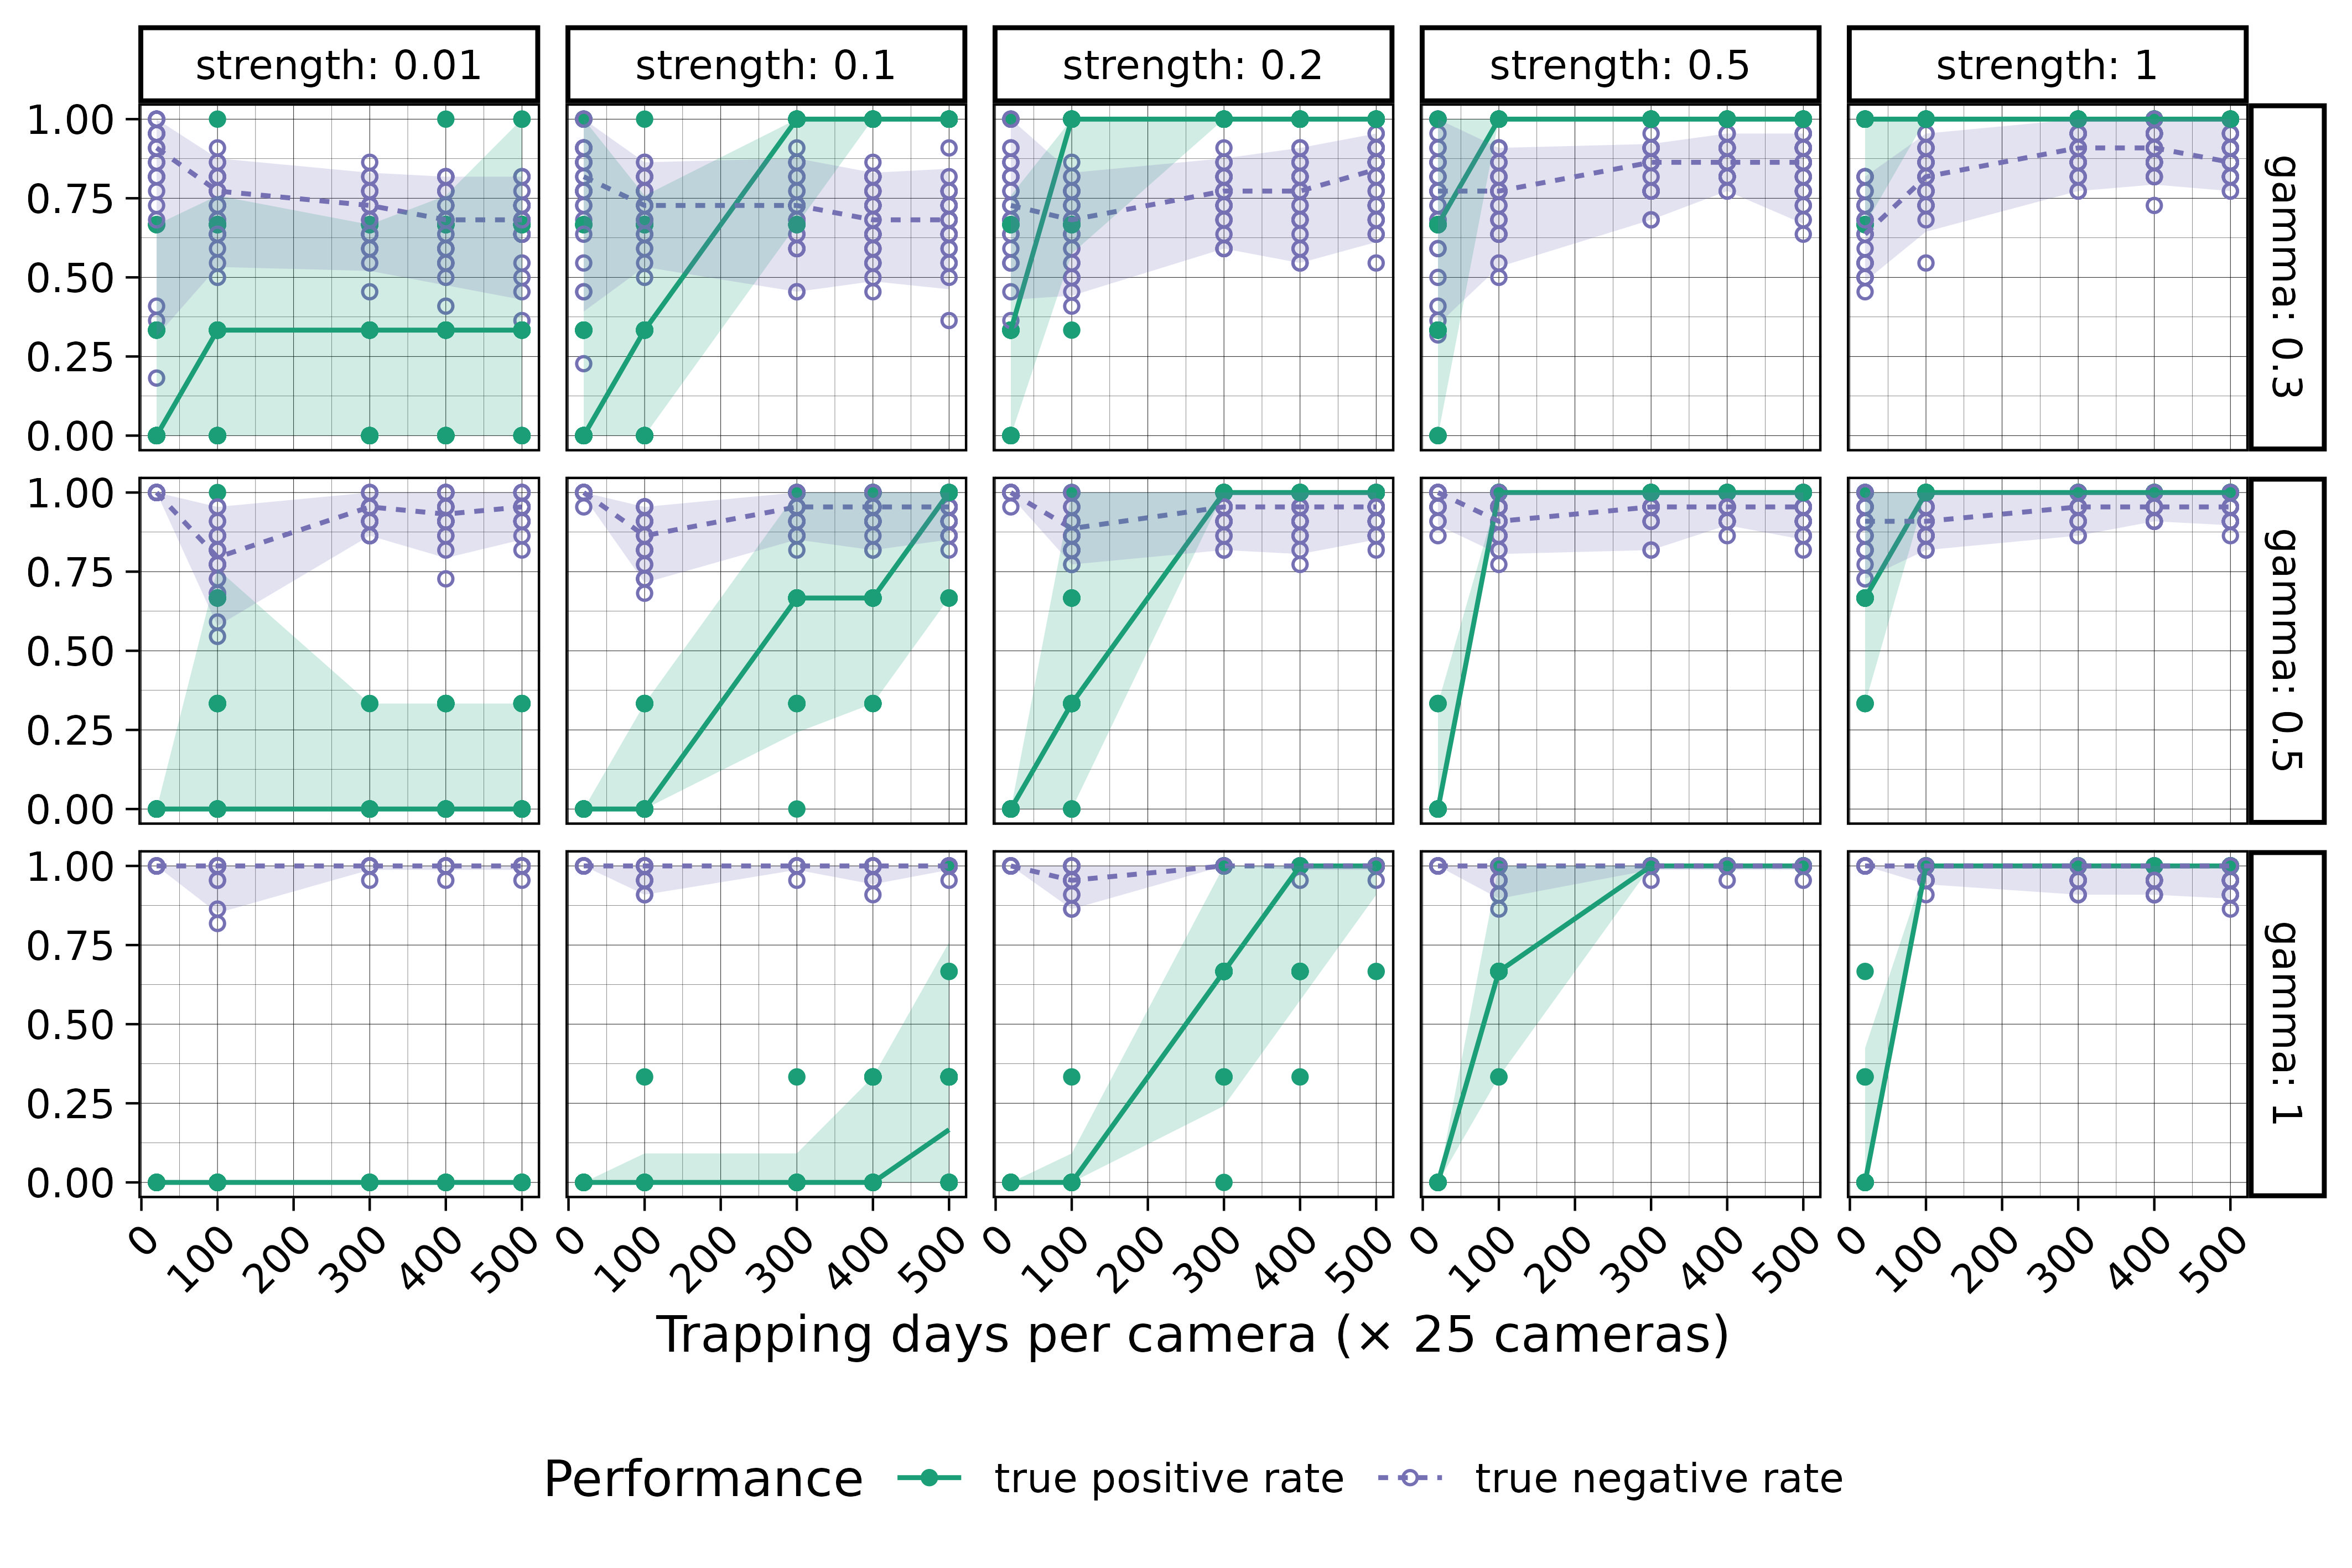 strength: 0.01 strength: 0.1 strength: 0.2 strength: 0.5 strength: 1
1.00
0.75
0.50
0.25
0.00
gamma: 0.3
1.00
0.75
0.50
0.25
0.00
gamma: 0.5
1.00
0.75
0.50
0.25
0.00
gamma: 1
0 100 200 300 400 500 0 100 200 300 400 500 0 100 200 300 400 500 0 100 200 300 400 500 0 100 200 300 400 500
Trapping days per camera (× 25 cameras)
Performance true positive rate true negative rate